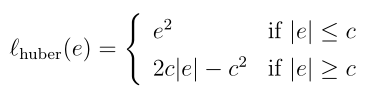 ℓ_huber(e) = { e² if |e| ≤ c
2c|e| − c² if |e| ≥ c